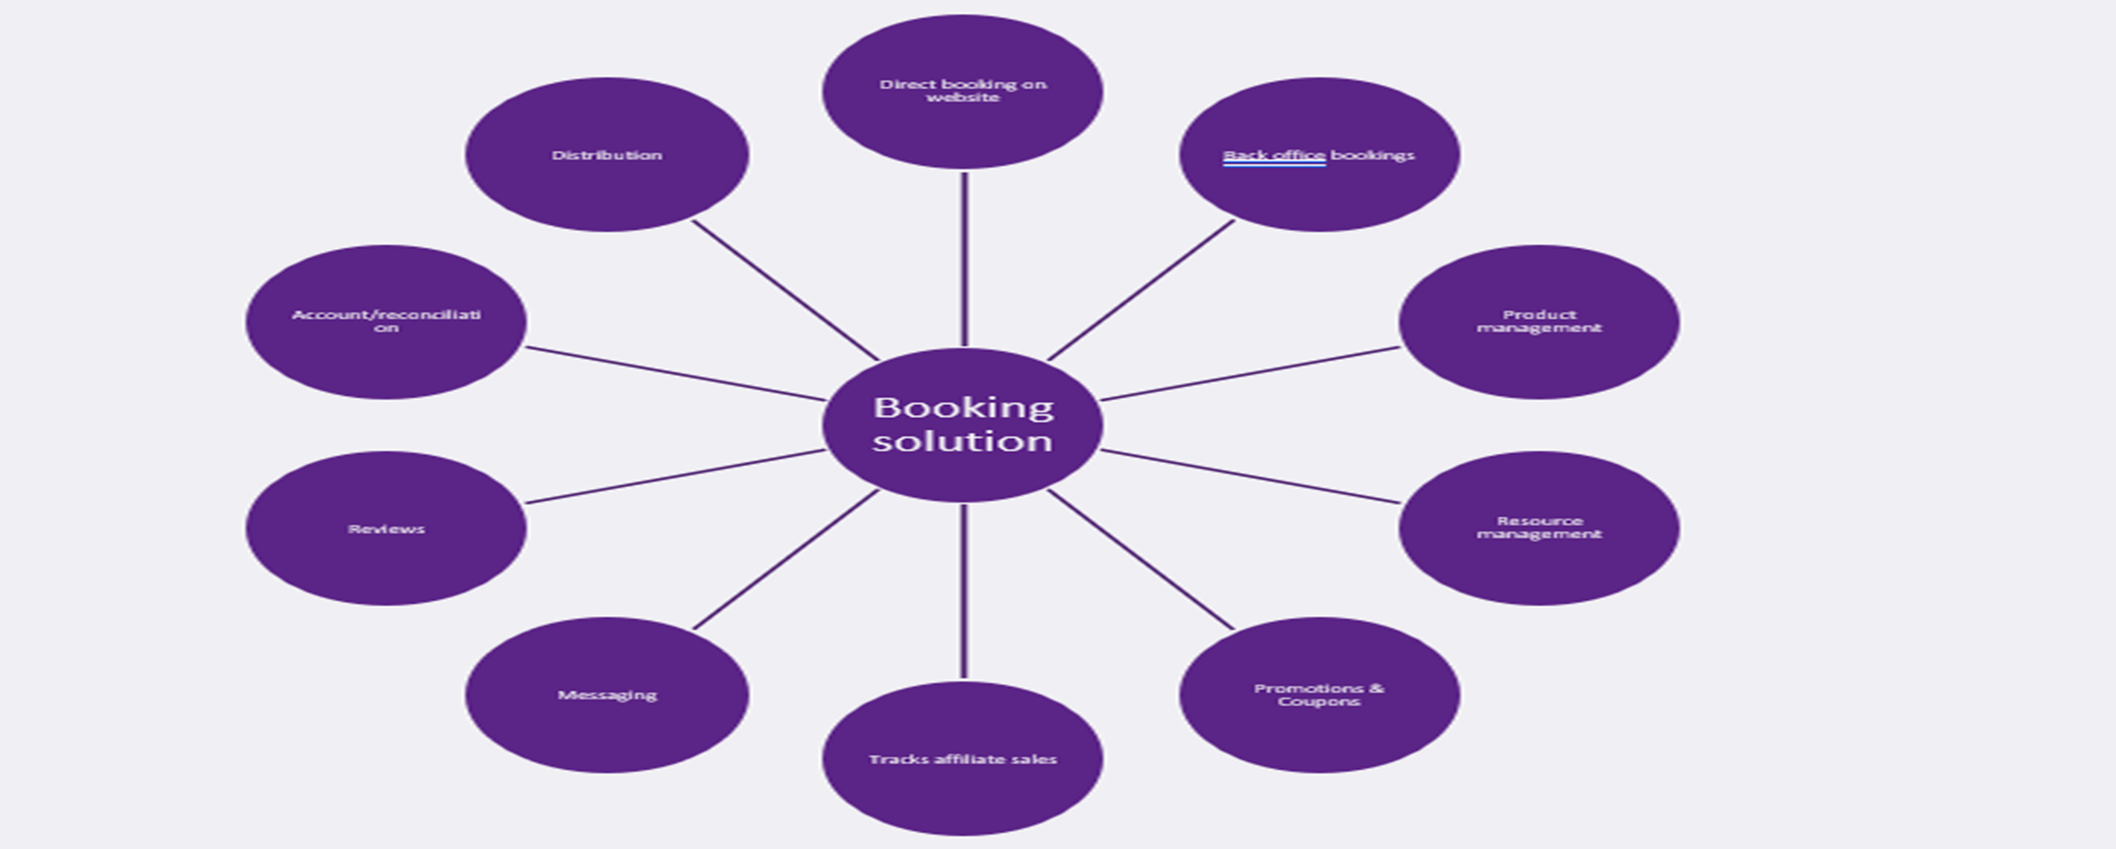 Direct booking on
website
Back office bookings
Product
management
Resource
management
Promotions &
Coupons
Tracks affiliate sales
Messaging
Reviews
Account/reconciliati
on
Distribution
Booking
solution